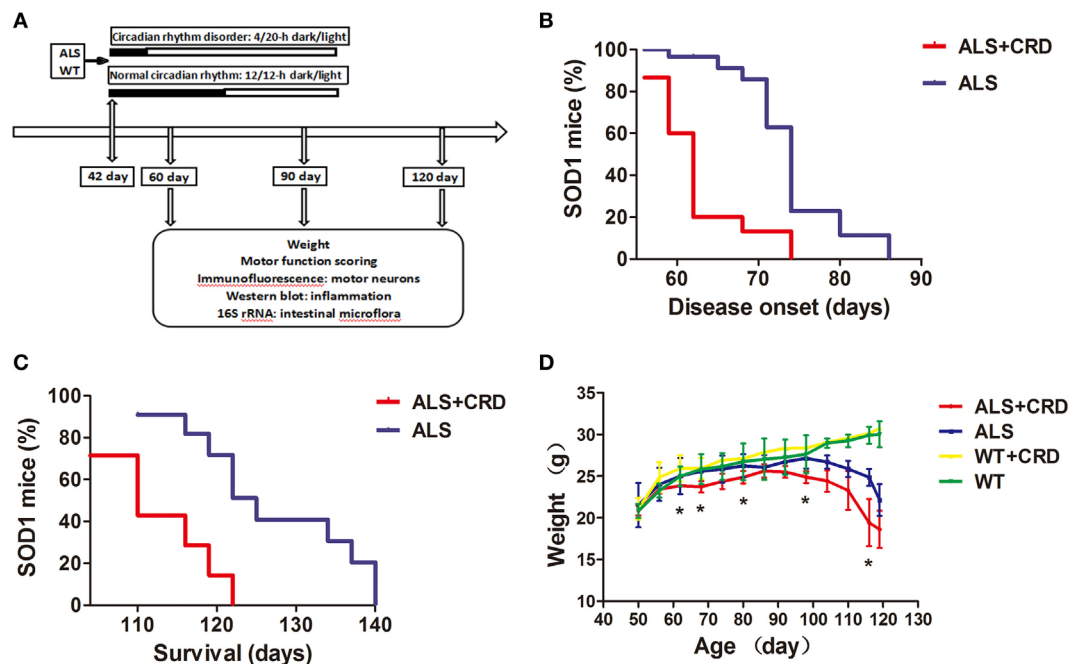 A
Circadian rhythm disorder: 4/20-h dark/light
ALS
WT
Normal circadian rhythm: 12/12-h dark/light
42 day
60 day
90 day
120 day
Weight
Motor function scoring
Immunofluorescence: motor neurons
Western blot: inflammation
16S rRNA: intestinal microflora
B
SOD1 mice (%)
100
80
60
40
20
0
60
70
80
90
Disease onset (days)
ALS+CRD
ALS
C
SOD1 mice (%)
100
80
60
40
20
0
110
120
130
140
Survival (days)
ALS+CRD
ALS
D
Weight （g）
35
30
25
20
15
10
40
50
60
70
80
90
100
110
120
130
Age （day）
*
*
*
*
*
ALS+CRD
ALS
WT+CRD
WT